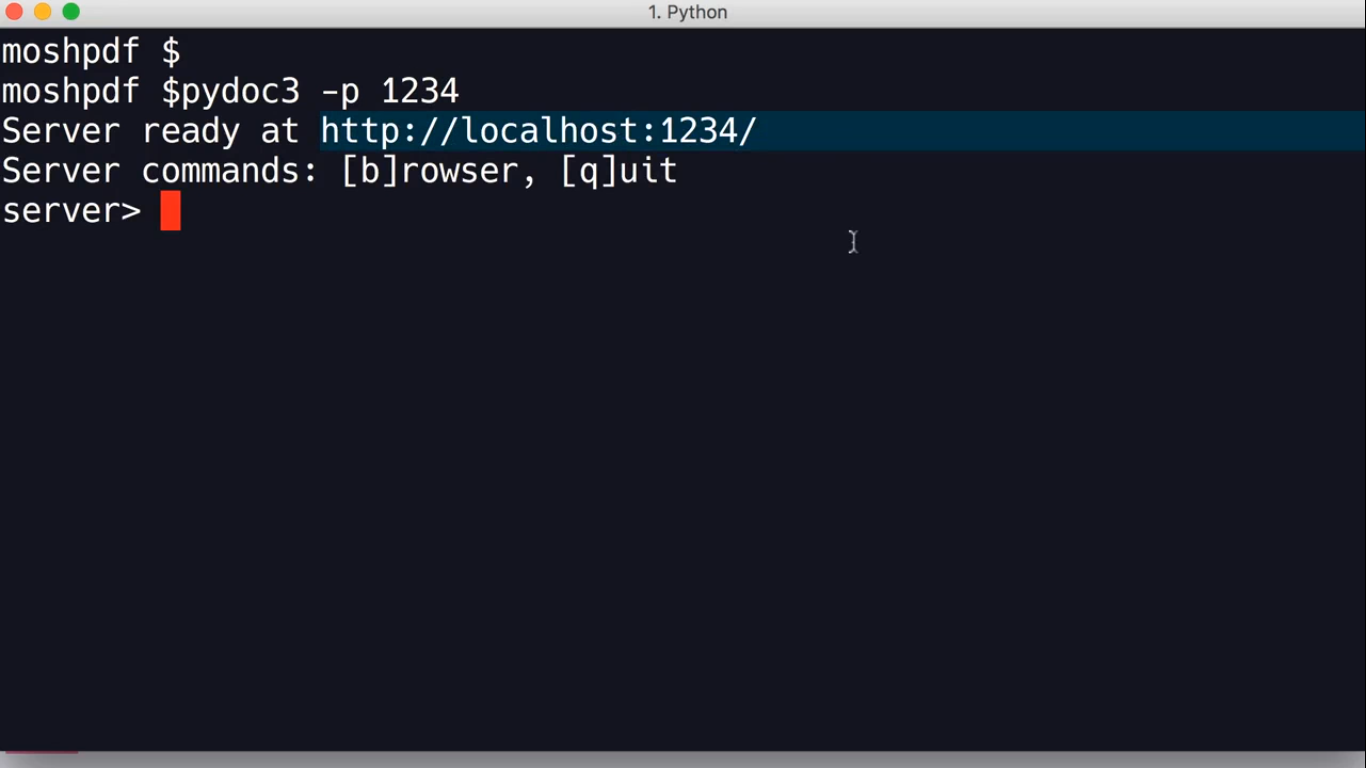 1. Python
moshpdf $
moshpdf $pydoc3 -p 1234
Server ready at http://localhost:1234/
Server commands: [b]rowser, [q]uit
server>